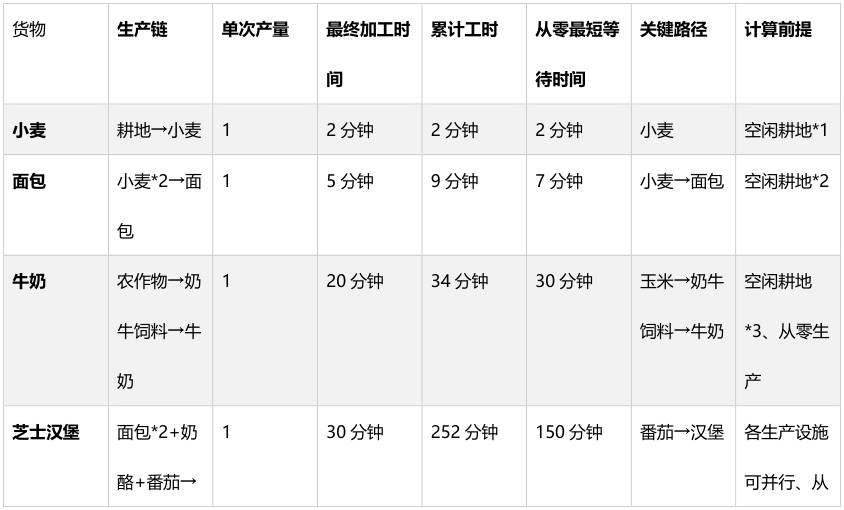 货物 生产链 单次产量 最终加工时间 累计工时 从零最短等待时间 关键路径 计算前提
小麦 耕地→小麦 1 2 分钟 2 分钟 2 分钟 小麦 空闲耕地*1
面包 小麦*2→面包 1 5 分钟 9 分钟 7 分钟 小麦→面包 空闲耕地*2
牛奶 农作物→奶牛饲料→牛奶 1 20 分钟 34 分钟 30 分钟 玉米→奶牛饲料→牛奶 空闲耕地*3、从零生产
芝士汉堡 面包*2+奶酪+番茄→ 1 30 分钟 252 分钟 150 分钟 番茄→汉堡 各生产设施可并行、从